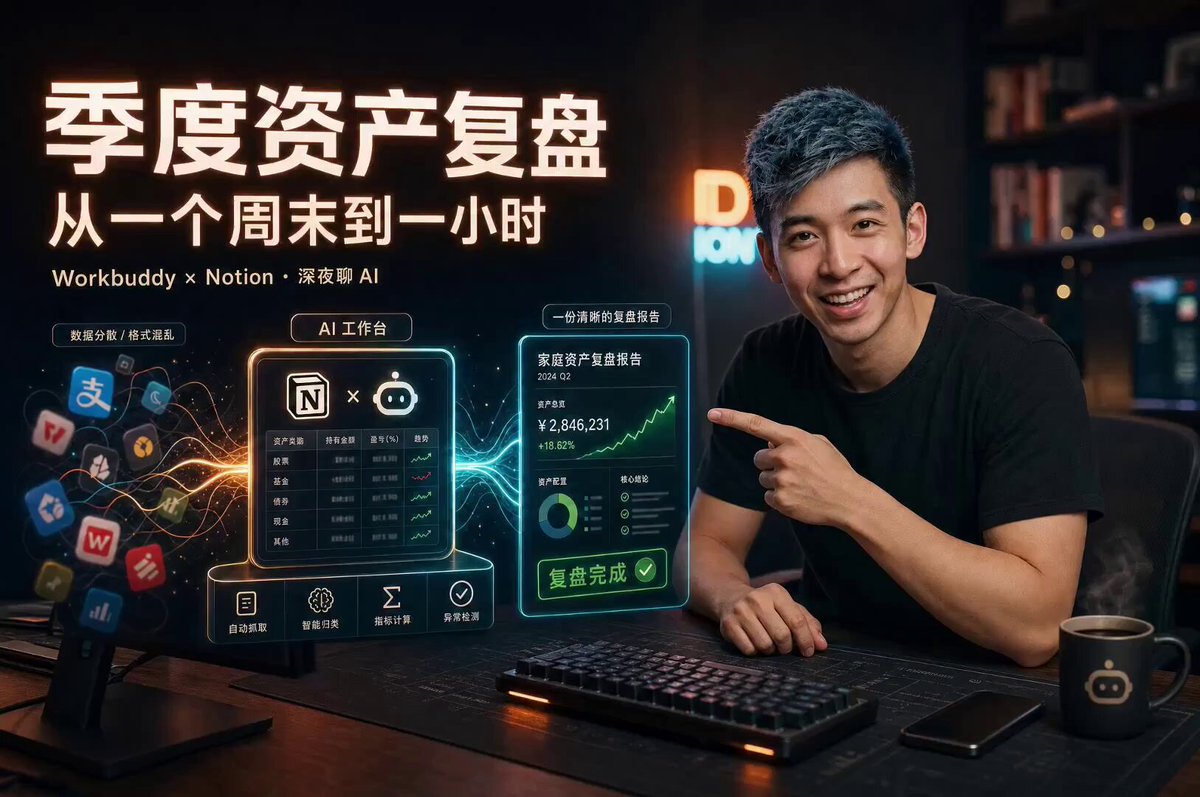 季度资产复盘
从一个周末到一小时
Workbuddy × Notion · 深夜聊 AI
数据分散 / 格式混乱
AI 工作台
一份清晰的复盘报告
支
W
N
×
资产类别 持有金额 盈亏(%) 趋势
股票
基金
债券
现金
其他
自动抓取
智能归类
Σ
指标计算
异常检测
家庭资产复盘报告
2024 Q2
资产总览
¥2,846,231
+18.62%
资产配置
核心结论
复盘完成
D
ION